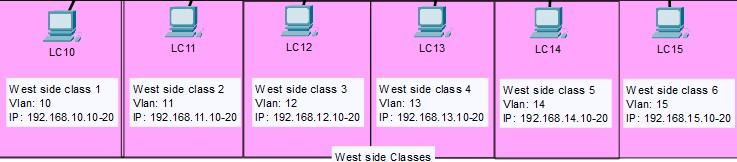 LC10
LC11
LC12
LC13
LC14
LC15
West side class 1
Vlan: 10
IP: 192.168.10.10-20
West side class 2
Vlan: 11
IP: 192.168.11.10-20
West side class 3
Vlan: 12
IP: 192.168.12.10-20
West side class 4
Vlan: 13
IP: 192.168.13.10-20
West side class 5
Vlan: 14
IP: 192.168.14.10-20
West side class 6
Vlan: 15
IP: 192.168.15.10-20
West side Classes